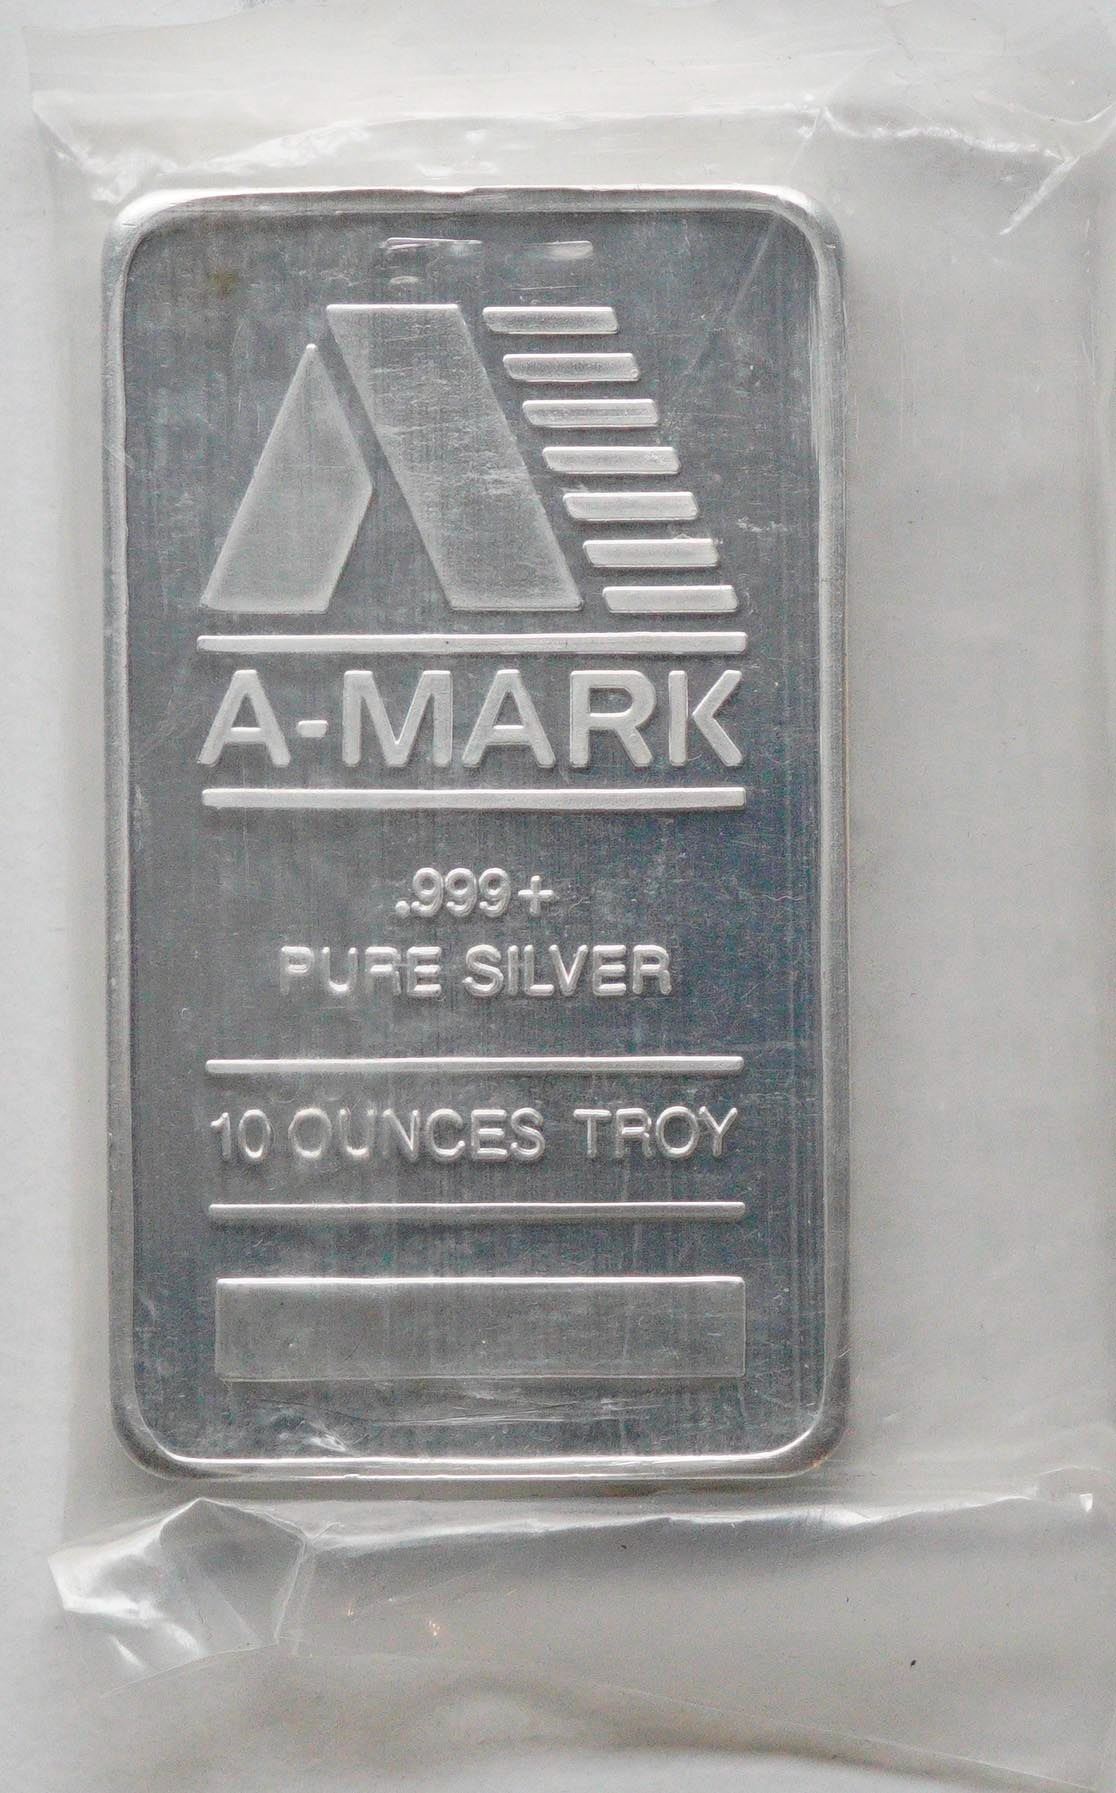 A-MARK
.999+
PURE SILVER
10 OUNCES TROY